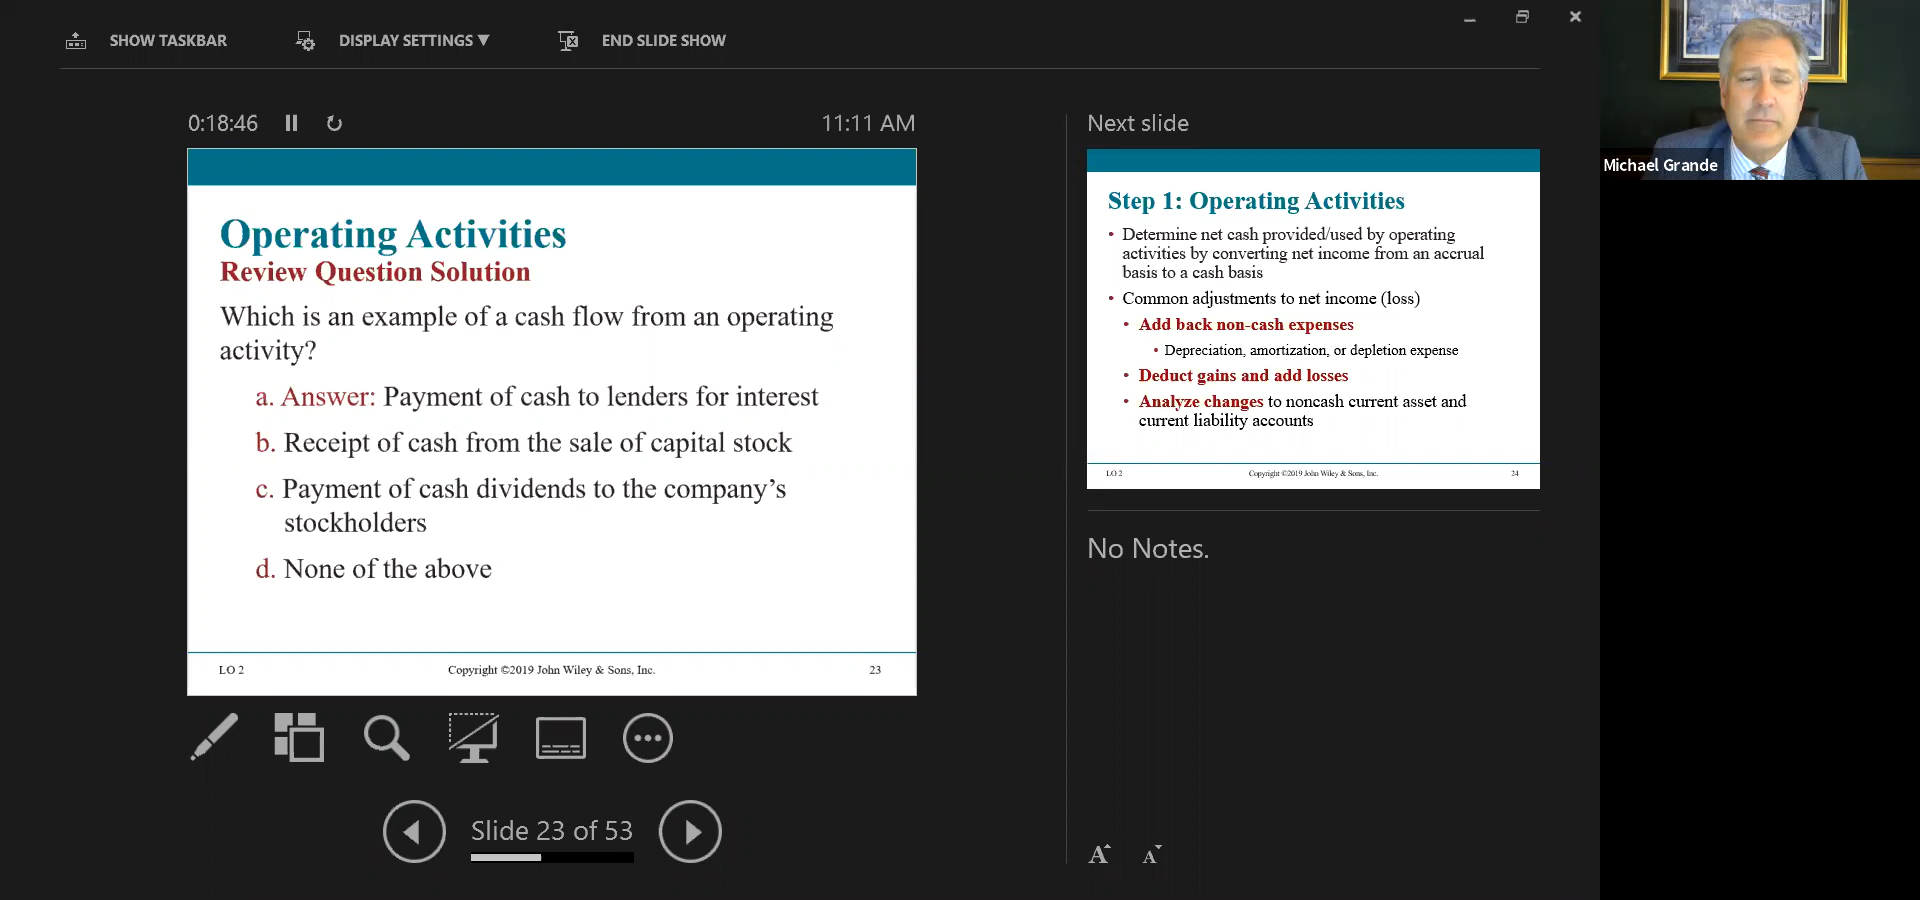 SHOW TASKBAR
DISPLAY SETTINGS ▼
END SLIDE SHOW
0:18:46
11:11 AM
Operating Activities
Review Question Solution
Which is an example of a cash flow from an operating
activity?
a. Answer: Payment of cash to lenders for interest
b. Receipt of cash from the sale of capital stock
c. Payment of cash dividends to the company’s
stockholders
d. None of the above
LO 2
Copyright ©2019 John Wiley & Sons, Inc.
23
Slide 23 of 53
Next slide
Step 1: Operating Activities
• Determine net cash provided/used by operating
activities by converting net income from an accrual
basis to a cash basis
• Common adjustments to net income (loss)
• Add back non-cash expenses
• Depreciation, amortization, or depletion expense
• Deduct gains and add losses
• Analyze changes to noncash current asset and
current liability accounts
LO 2
Copyright ©2019 John Wiley & Sons, Inc.
24
No Notes.
A
A
Michael Grande